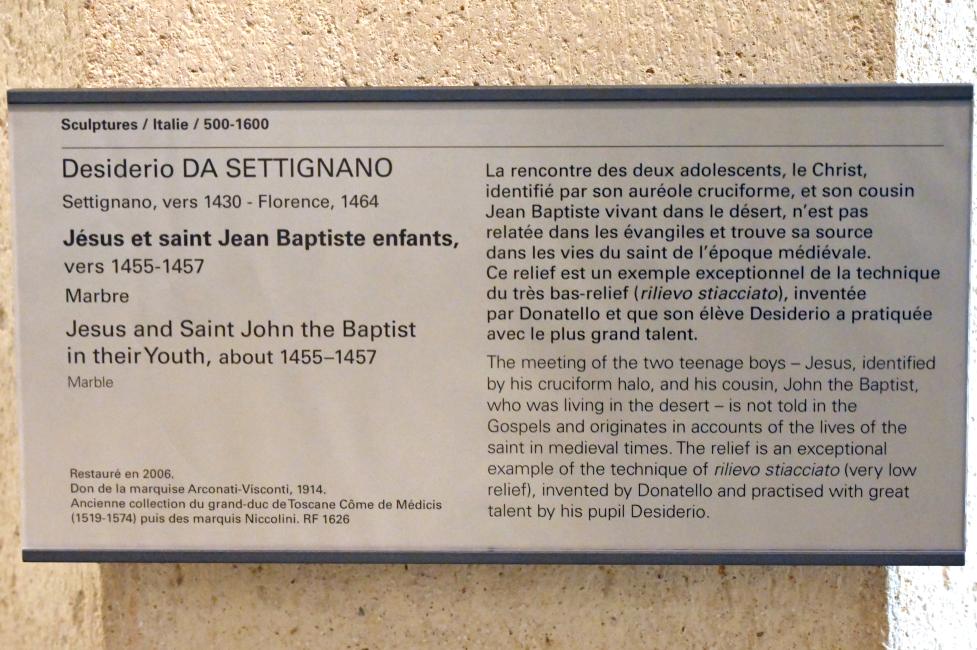 Sculptures / Italie / 500-1600
Desiderio DA SETTIGNANO
Settignano, vers 1430 - Florence, 1464
Jésus et saint Jean Baptiste enfants,
vers 1455-1457
Marbre
Jesus and Saint John the Baptist
in their Youth, about 1455–1457
Marble
Restauré en 2006.
Don de la marquise Arconati-Visconti, 1914.
Ancienne collection du grand-duc de Toscane Côme de Médicis
(1519-1574) puis des marquis Niccolini. RF 1626
La rencontre des deux adolescents, le Christ,
identifié par son auréole cruciforme, et son cousin
Jean Baptiste vivant dans le désert, n'est pas
relatée dans les évangiles et trouve sa source
dans les vies du saint de l'époque médiévale.
Ce relief est un exemple exceptionnel de la technique
du très bas-relief (rilievo stiacciato), inventée
par Donatello et que son élève Desiderio a pratiquée
avec le plus grand talent.
The meeting of the two teenage boys – Jesus, identified
by his cruciform halo, and his cousin, John the Baptist,
who was living in the desert – is not told in the
Gospels and originates in accounts of the lives of the
saint in medieval times. The relief is an exceptional
example of the technique of rilievo stiacciato (very low
relief), invented by Donatello and practised with great
talent by his pupil Desiderio.